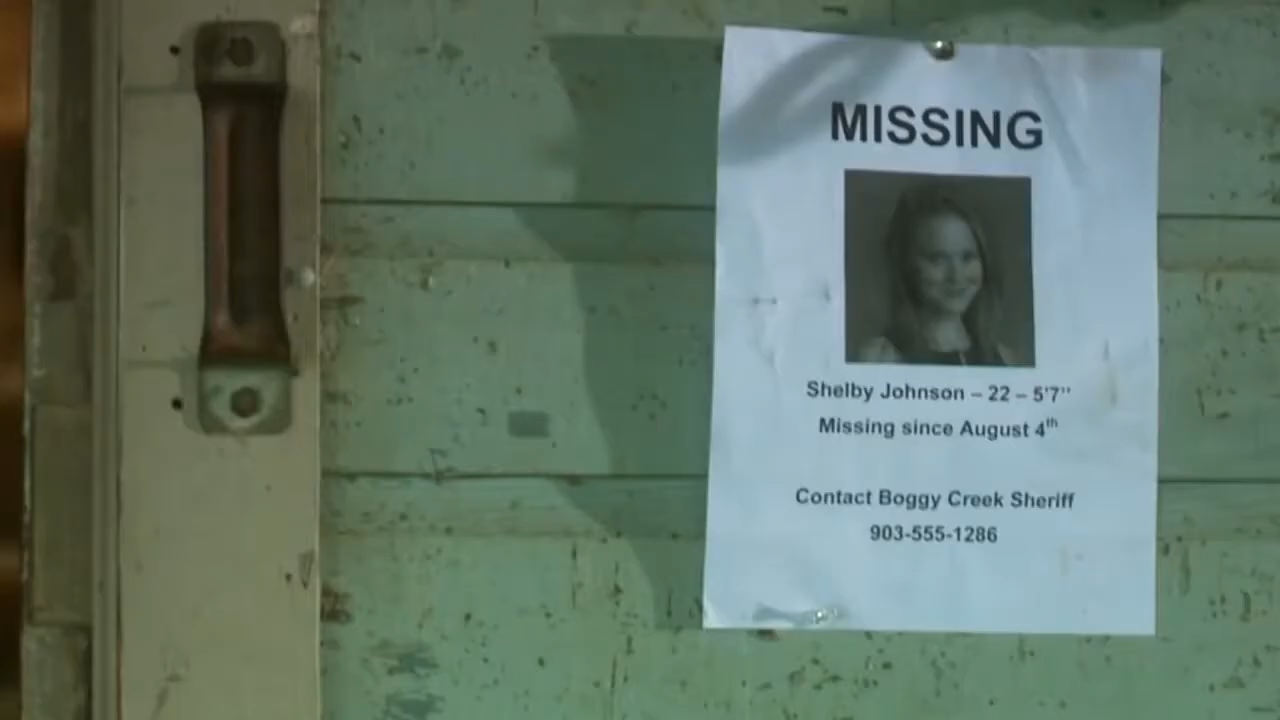 MISSING
Shelby Johnson – 22 – 5'7"
Missing since August 4th
Contact Boggy Creek Sheriff
903-555-1286